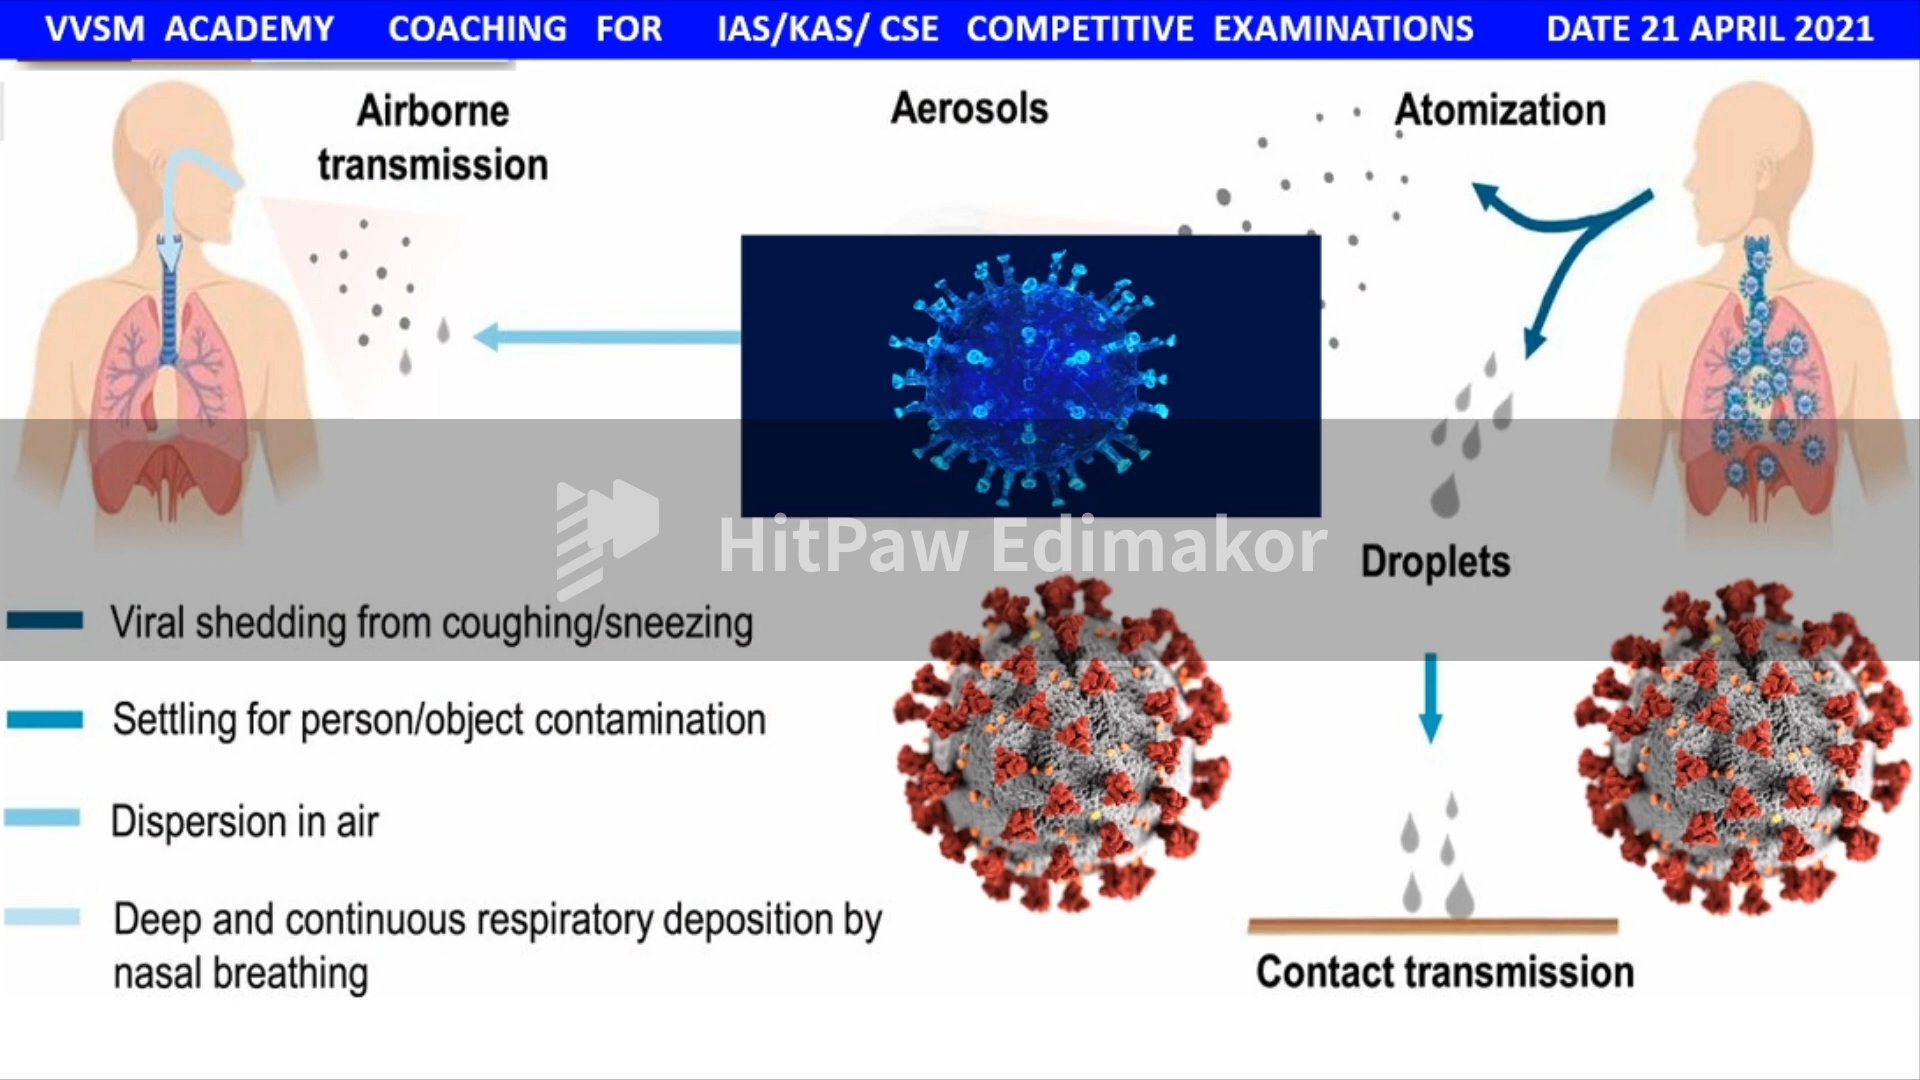 VVSM ACADEMY COACHING FOR IAS/KAS/ CSE COMPETITIVE EXAMINATIONS DATE 21 APRIL 2021
Airborne
transmission
Aerosols
Atomization
HitPaw Edimakor
Droplets
Viral shedding from coughing/sneezing
Settling for person/object contamination
Dispersion in air
Deep and continuous respiratory deposition by
nasal breathing
Contact transmission